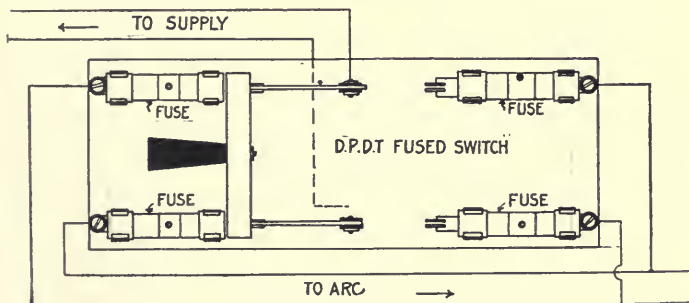 TO SUPPLY
FUSE
FUSE
D.P.D.T FUSED SWITCH
FUSE
FUSE
TO ARC